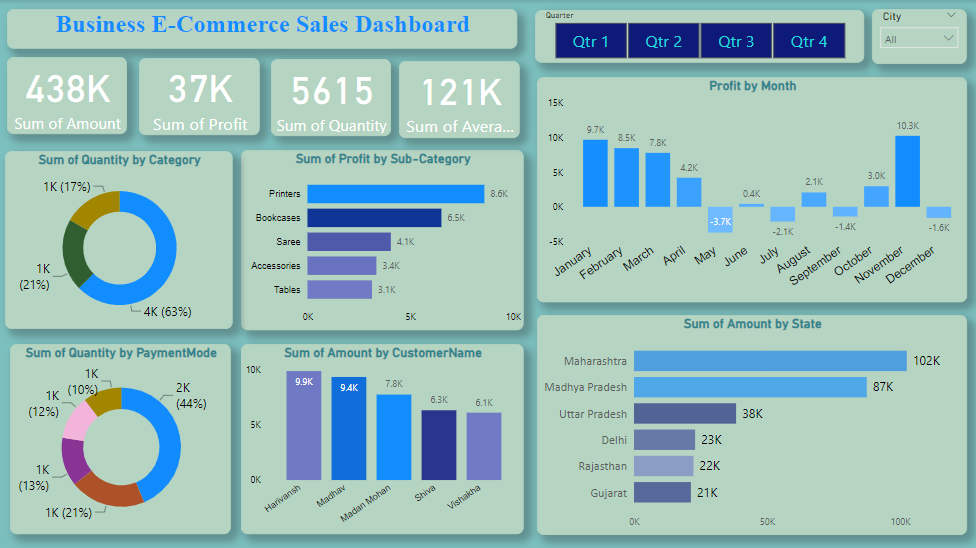 Business E-Commerce Sales Dashboard
Quarter
Qtr 1
Qtr 2
Qtr 3
Qtr 4
City
All
438K
Sum of Amount
37K
Sum of Profit
5615
Sum of Quantity
121K
Sum of Avera...
Sum of Quantity by Category
1K (17%)
1K
(21%)
4K (63%)
Sum of Profit by Sub-Category
Printers
8.6K
Bookcases
6.5K
Saree
4.1K
Accessories
3.4K
Tables
3.1K
0K
5K
10K
Profit by Month
15K
10K
5K
0K
-5K
9.7K
8.5K
7.8K
4.2K
-3.7K
0.4K
-2.1K
2.1K
-1.4K
3.0K
10.3K
-1.6K
January
February
March
April
May
June
July
August
September
October
November
December
Sum of Quantity by PaymentMode
1K
(10%)
2K
(44%)
1K
(12%)
1K
(13%)
1K (21%)
Sum of Amount by CustomerName
10K
5K
0K
9.9K
9.4K
7.8K
6.3K
6.1K
Harivansh
Madhav
Madan Mohan
Shiva
Vishakha
Sum of Amount by State
Maharashtra
102K
Madhya Pradesh
87K
Uttar Pradesh
38K
Delhi
23K
Rajasthan
22K
Gujarat
21K
0K
50K
100K